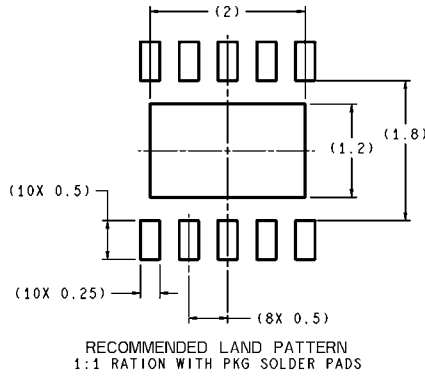 (2)
(1.8)
(1.2)
(10X 0.5)
(10X 0.25)
(8X 0.5)
RECOMMENDED LAND PATTERN
1:1 RATION WITH PKG SOLDER PADS